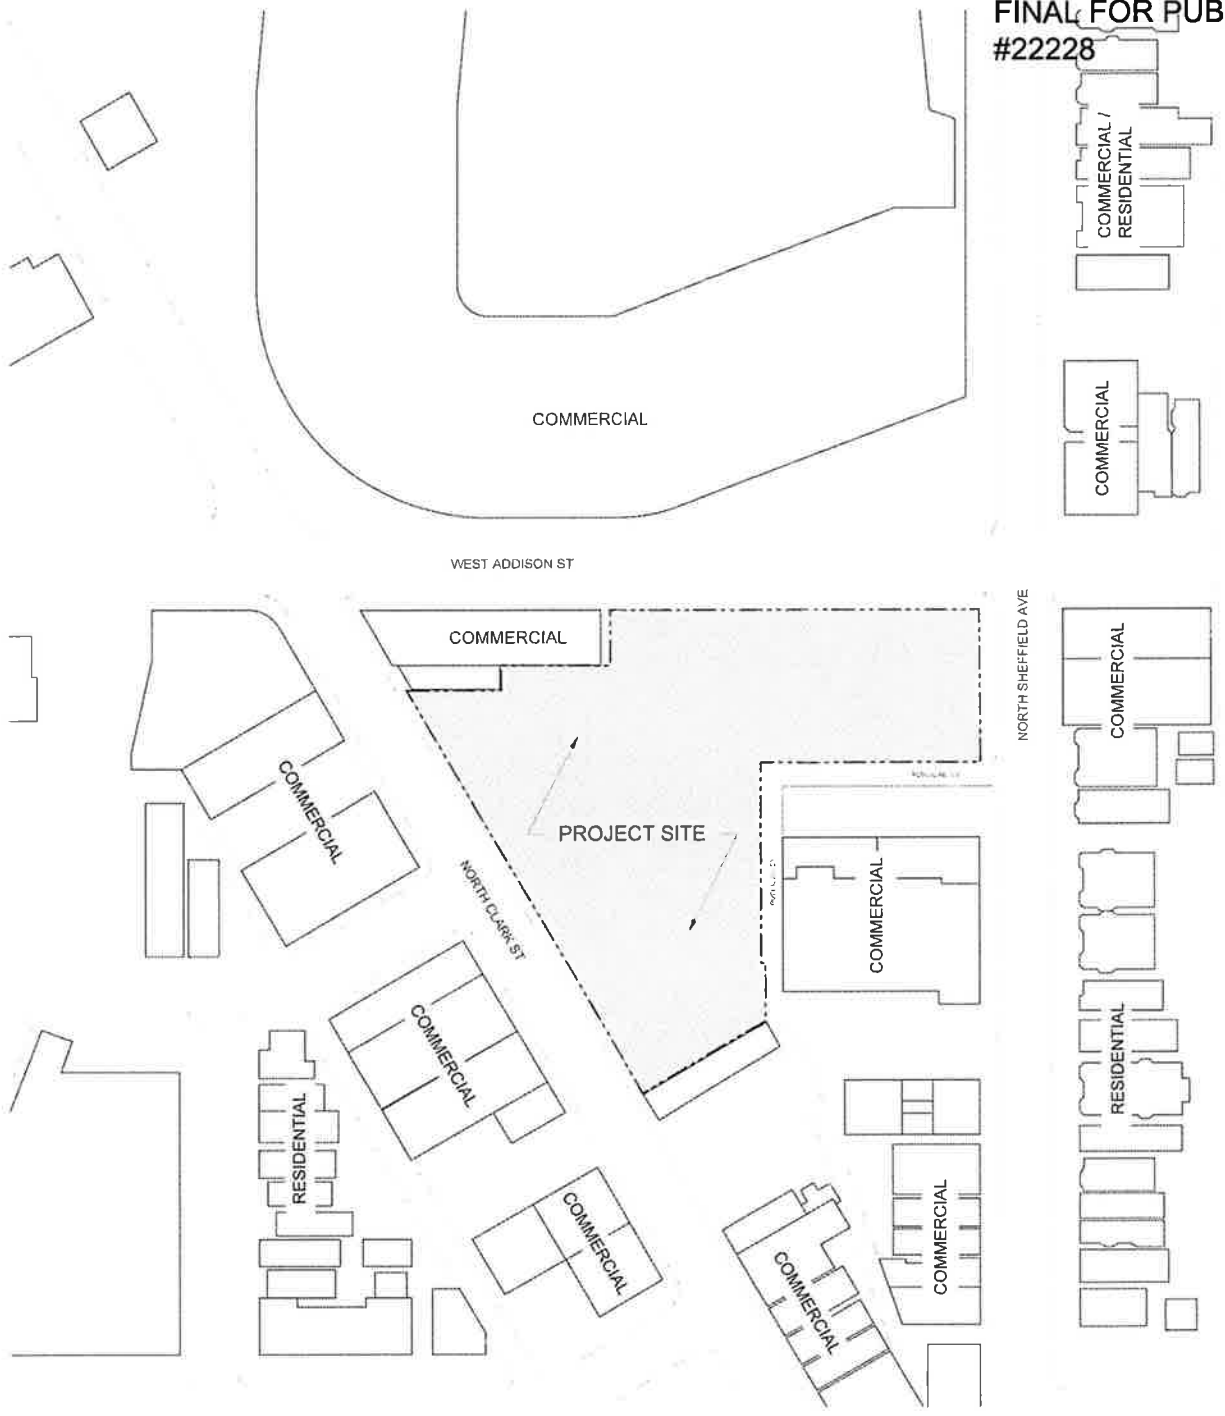 FINAL FOR PUB
#22228
COMMERCIAL /
RESIDENTIAL
COMMERCIAL
COMMERCIAL
WEST ADDISON ST
NORTH SHEFFIELD AVE
COMMERCIAL
COMMERCIAL
COMMERCIAL
PROJECT SITE
NORTH CLARK ST
COMMERCIAL
COMMERCIAL
RESIDENTIAL
RESIDENTIAL
COMMERCIAL
COMMERCIAL
COMMERCIAL